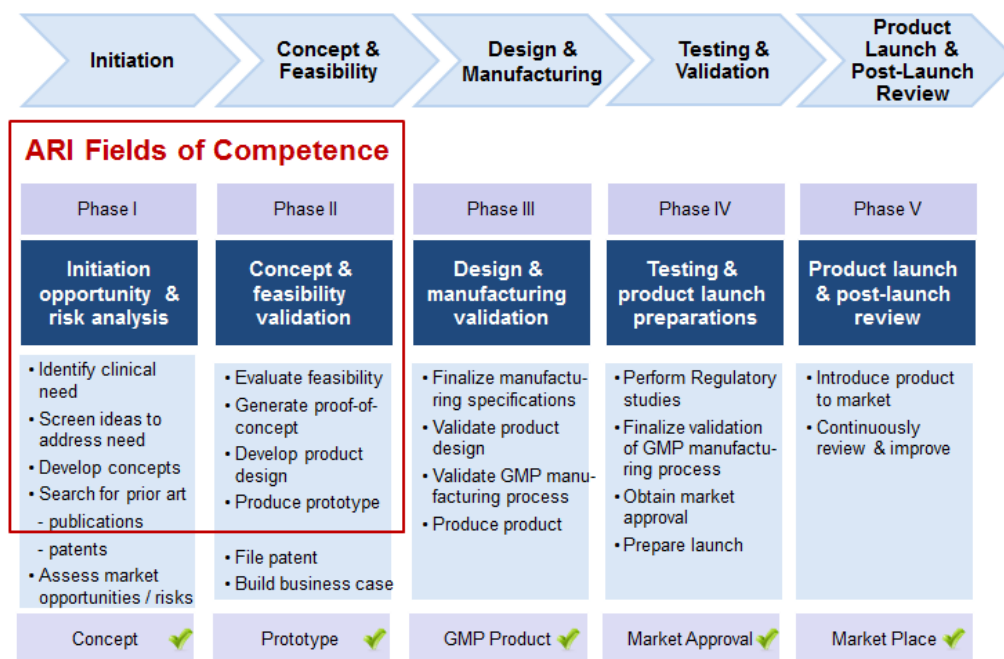 Initiation
Concept &
Feasibility
Design &
Manufacturing
Testing &
Validation
Product
Launch &
Post-Launch
Review
ARI Fields of Competence
Phase I
Initiation
opportunity &
risk analysis
• Identify clinical
need
• Screen ideas to
address need
• Develop concepts
• Search for prior art
- publications
- patents
• Assess market
opportunities / risks
Concept
Phase II
Concept &
feasibility
validation
• Evaluate feasibility
• Generate proof-of-
concept
• Develop product
design
• Produce prototype
• File patent
• Build business case
Prototype
Phase III
Design &
manufacturing
validation
• Finalize manufactu-
ring specifications
• Validate product
design
• Validate GMP manu-
facturing process
• Produce product
GMP Product
Phase IV
Testing &
product launch
preparations
• Perform Regulatory
studies
• Finalize validation
of GMP manufactu-
ring process
• Obtain market
approval
• Prepare launch
Market Approval
Phase V
Product launch
& post-launch
review
• Introduce product
to market
• Continuously
review & improve
Market Place